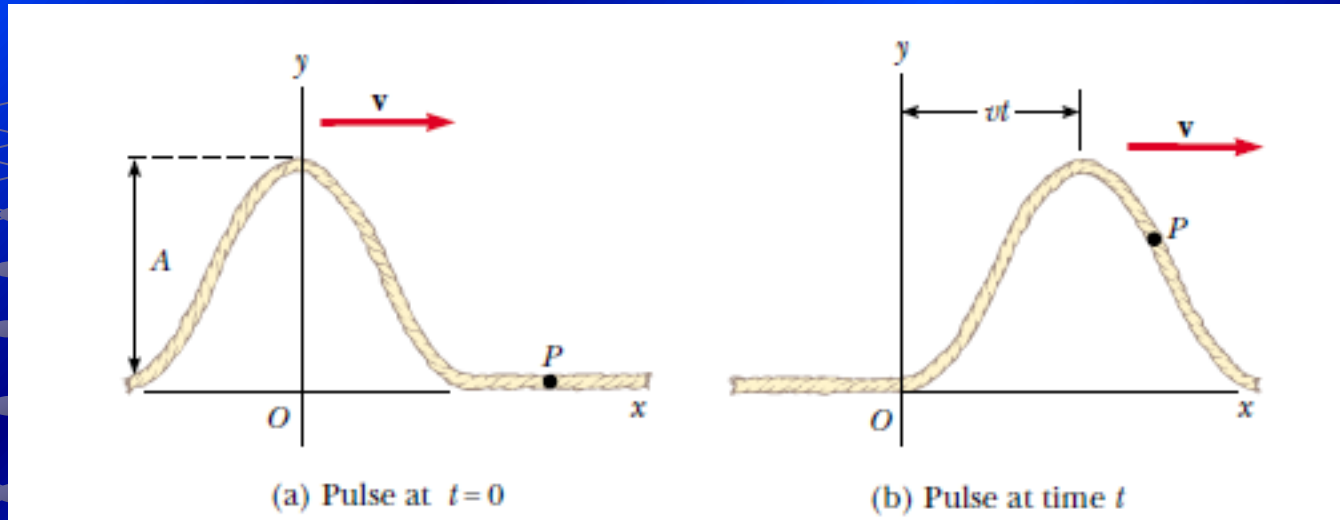 y
v
A
P
O
x
(a) Pulse at t=0
y
vt
v
P
O
x
(b) Pulse at time t